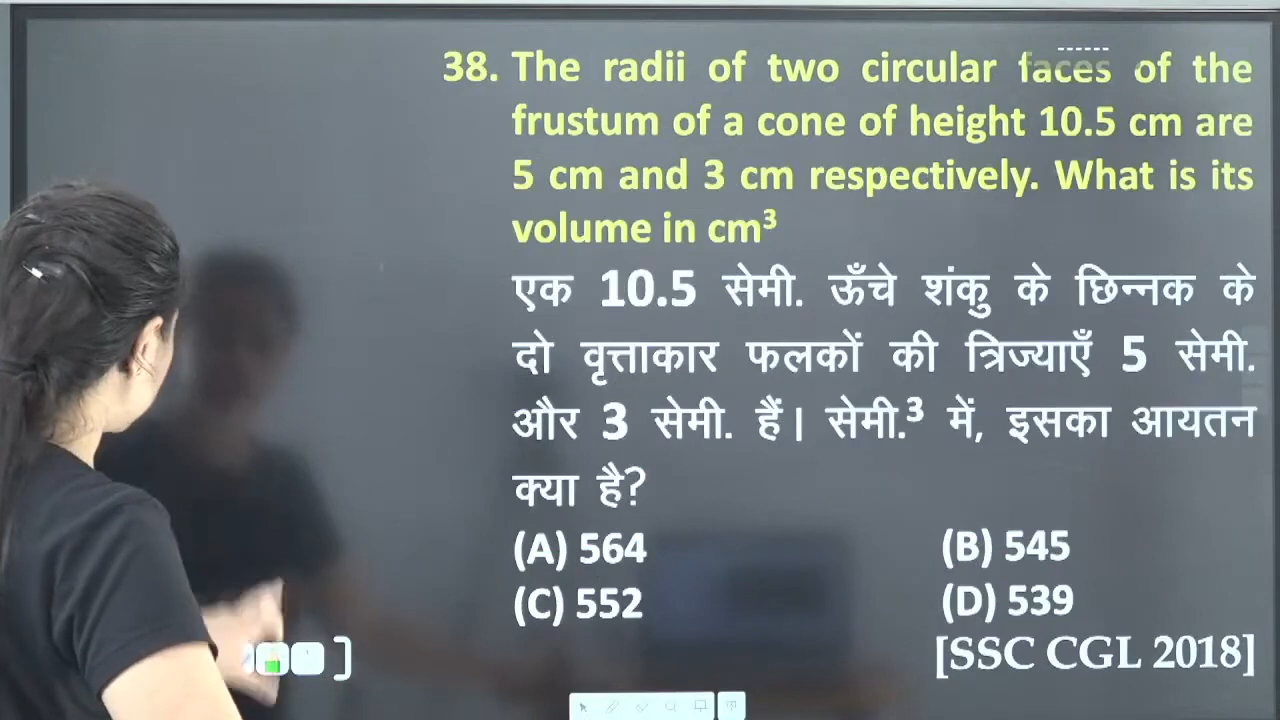 38. The radii of two circular faces of the
frustum of a cone of height 10.5 cm are
5 cm and 3 cm respectively. What is its
volume in cm³
एक 10.5 सेमी. ऊँचे शंकु के छिन्नक के
दो वृत्ताकार फलकों की त्रिज्याएँ 5 सेमी.
और 3 सेमी. हैं। सेमी.³ में, इसका आयतन
क्या है?
(A) 564 (B) 545
(C) 552 (D) 539
[SSC CGL 2018]